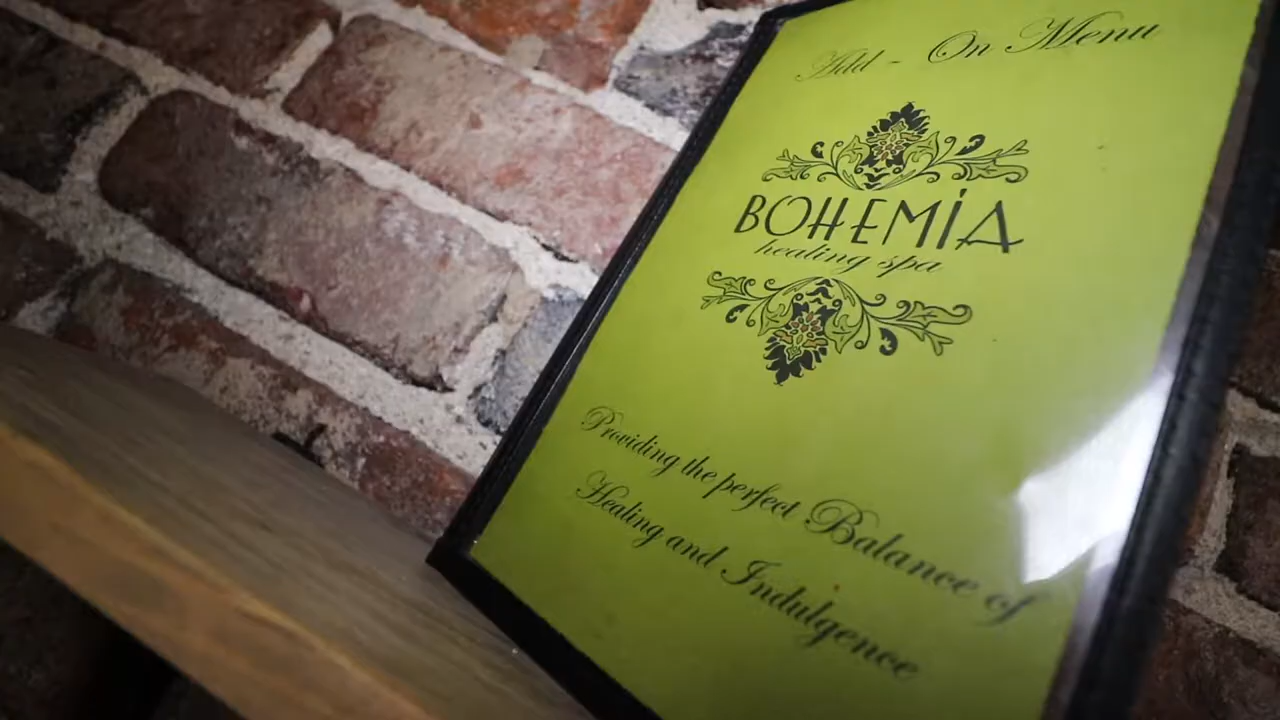 Add - On Menu
BOHEMIA
healing spa
Providing the perfect Balance of
Healing and Indulgence